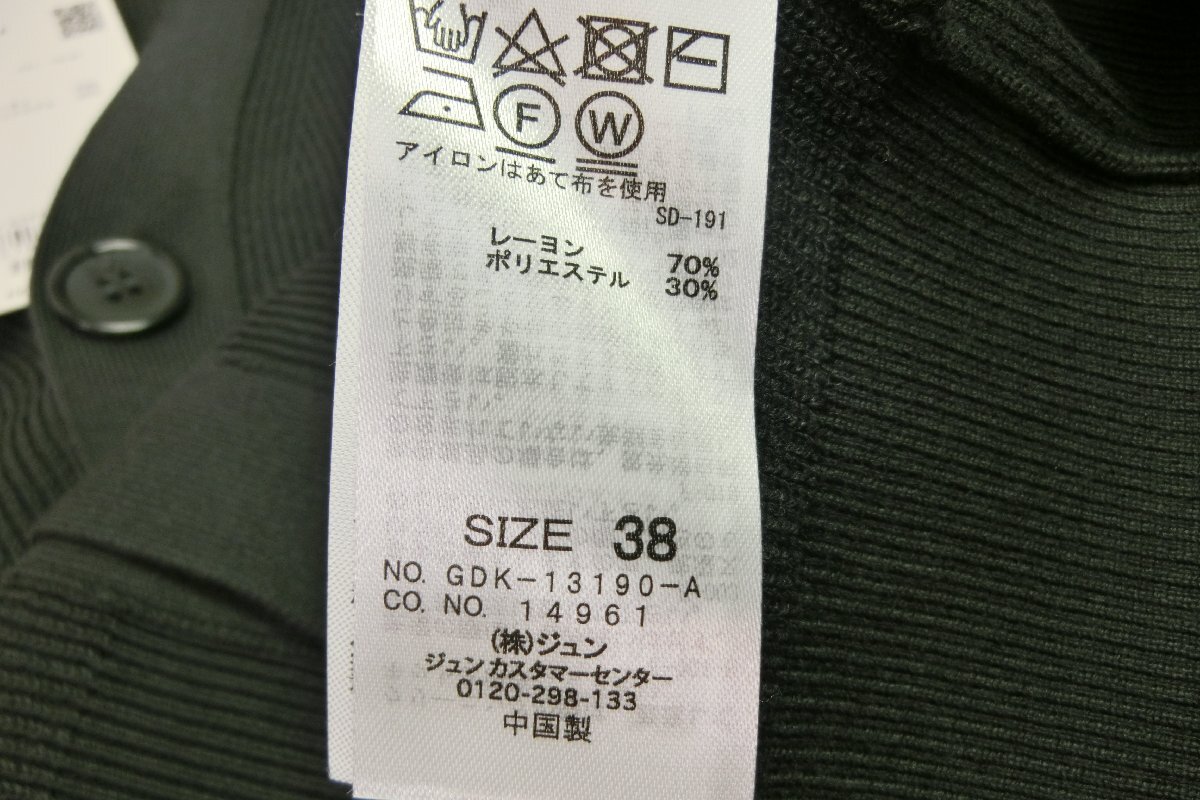 F W
アイロンはあて布を使用
SD-191
レーヨン 70%
ポリエステル 30%
SIZE 38
NO. GDK-13190-A
CO. NO. 14961
(株)ジュン
ジュンカスタマーセンター
0120-298-133
中国製